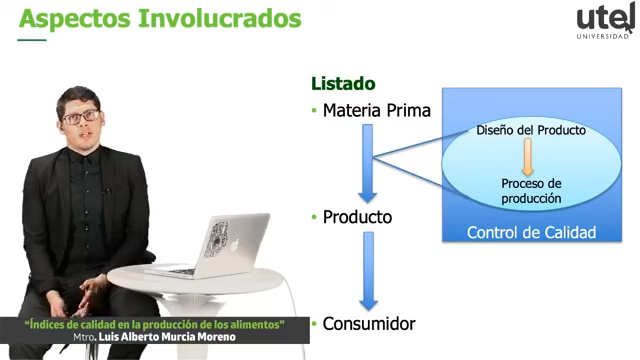 Aspectos Involucrados
utel
UNIVERSIDAD
Listado
• Materia Prima
Diseño del Producto
Proceso de
producción
• Producto
Control de Calidad
• Consumidor
"Índices de calidad en la producción de los alimentos"
Mtro. Luis Alberto Murcia Moreno